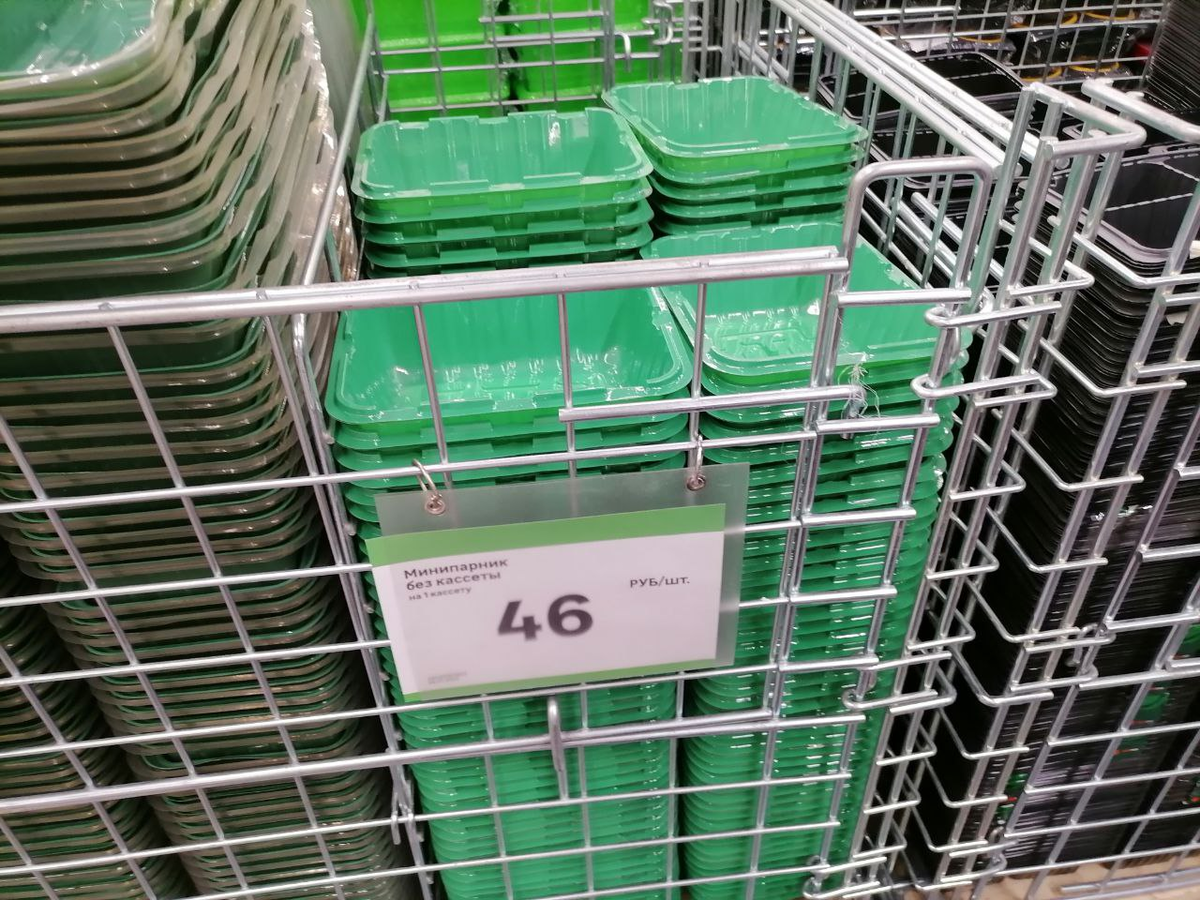 Минипарник
без кассеты
на 1 кассету
РУБ/шт.
46